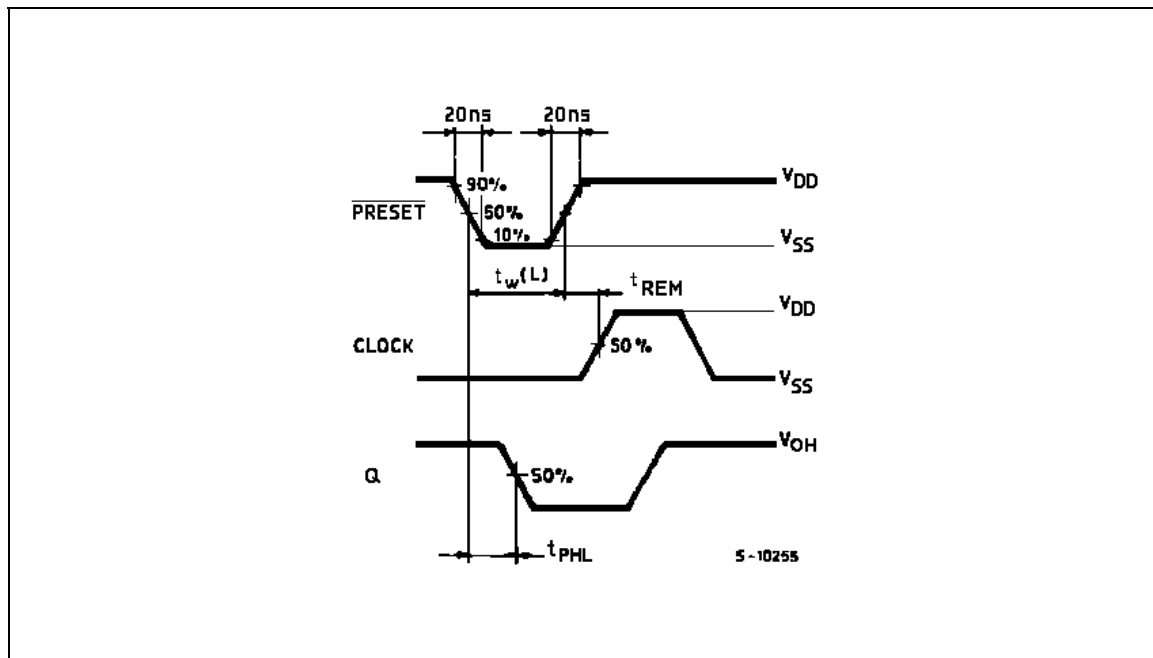 20ns 20ns
90% VDD
PRESET 50%
10% VSS
tw(L) tREM
VDD
CLOCK 50%
VSS
VOH
Q 50%
tPHL S-10255